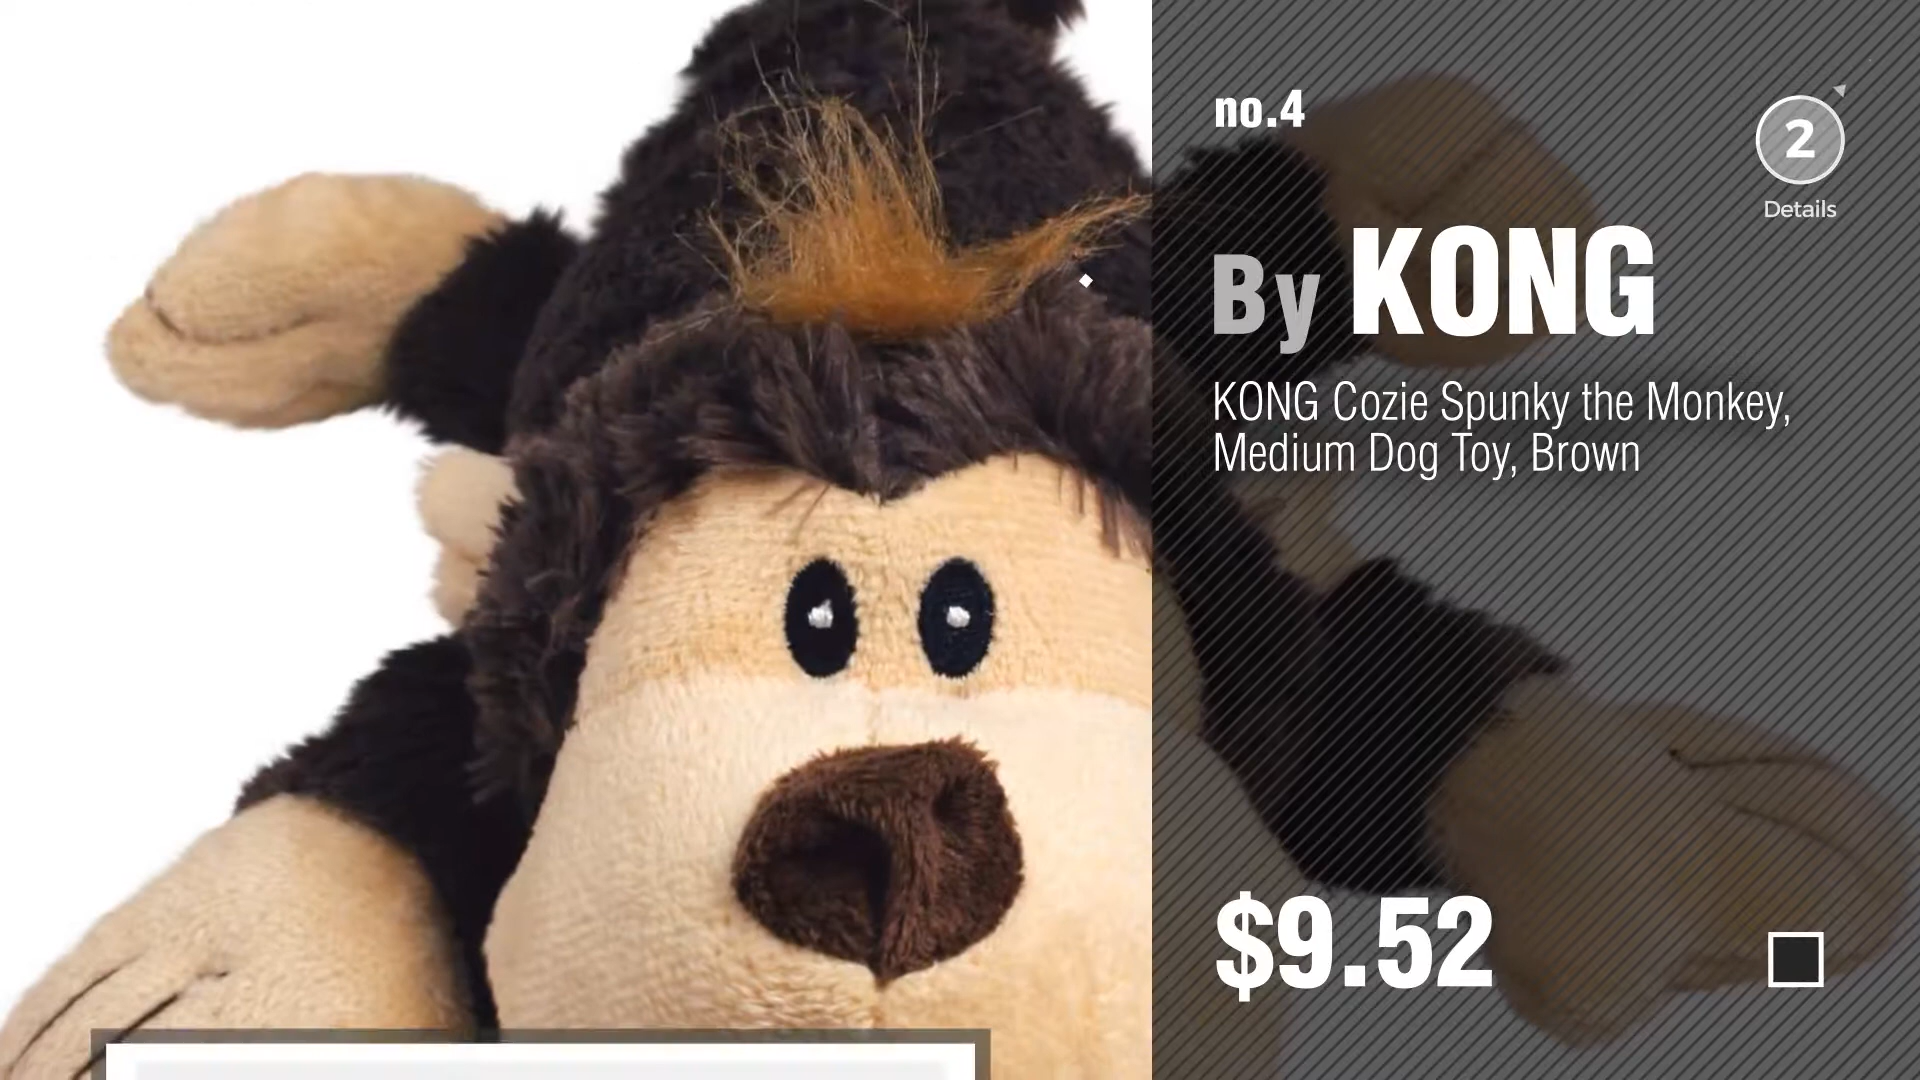 no.4
2
Details
By KONG
KONG Cozie Spunky the Monkey,
Medium Dog Toy, Brown
$9.52